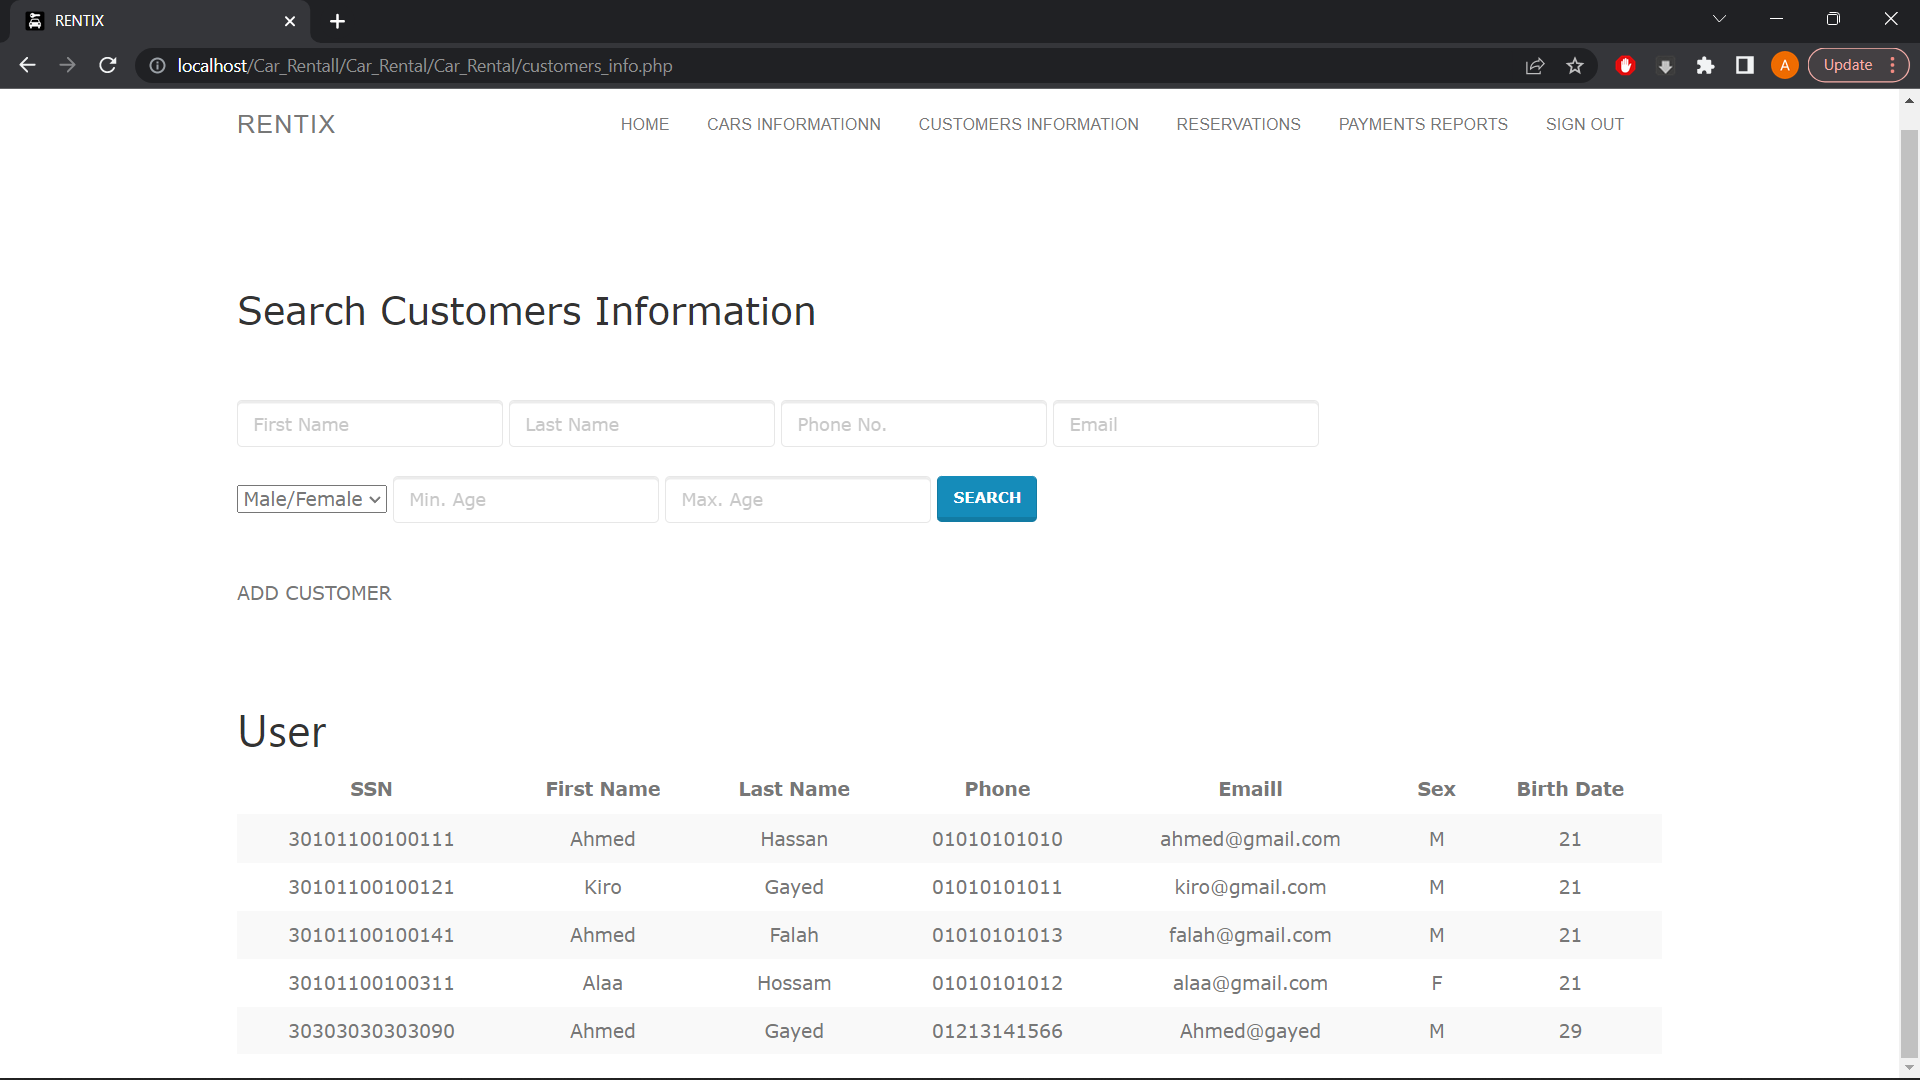 RENTIX
localhost/Car_Rentall/Car_Rental/Car_Rental/customers_info.php
A
Update
RENTIX HOME CARS INFORMATIONN CUSTOMERS INFORMATION RESERVATIONS PAYMENTS REPORTS SIGN OUT
Search Customers Information
First Name Last Name Phone No. Email
Male/Female Min. Age Max. Age SEARCH
ADD CUSTOMER
User
SSN First Name Last Name Phone Emaill Sex Birth Date
30101100100111 Ahmed Hassan 01010101010 ahmed@gmail.com M 21
30101100100121 Kiro Gayed 01010101011 kiro@gmail.com M 21
30101100100141 Ahmed Falah 01010101013 falah@gmail.com M 21
30101100100311 Alaa Hossam 01010101012 alaa@gmail.com F 21
30303030303090 Ahmed Gayed 01213141566 Ahmed@gayed M 29